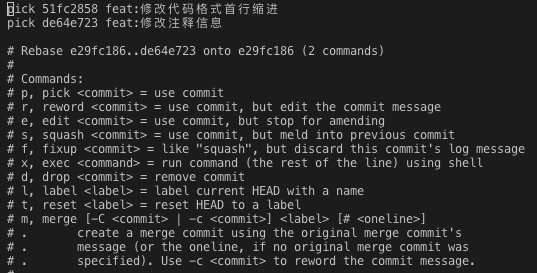 pick 51fc2858 feat:修改代码格式首行缩进
pick de64e723 feat:修改注释信息
# Rebase e29fc186..de64e723 onto e29fc186 (2 commands)
#
# Commands:
# p, pick <commit> = use commit
# r, reword <commit> = use commit, but edit the commit message
# e, edit <commit> = use commit, but stop for amending
# s, squash <commit> = use commit, but meld into previous commit
# f, fixup <commit> = like "squash", but discard this commit's log message
# x, exec <command> = run command (the rest of the line) using shell
# d, drop <commit> = remove commit
# l, label <label> = label current HEAD with a name
# t, reset <label> = reset HEAD to a label
# m, merge [-C <commit> | -c <commit>] <label> [# <oneline>]
# .       create a merge commit using the original merge commit's
# .       message (or the oneline, if no original merge commit was
# .       specified). Use -c <commit> to reword the commit message.
#